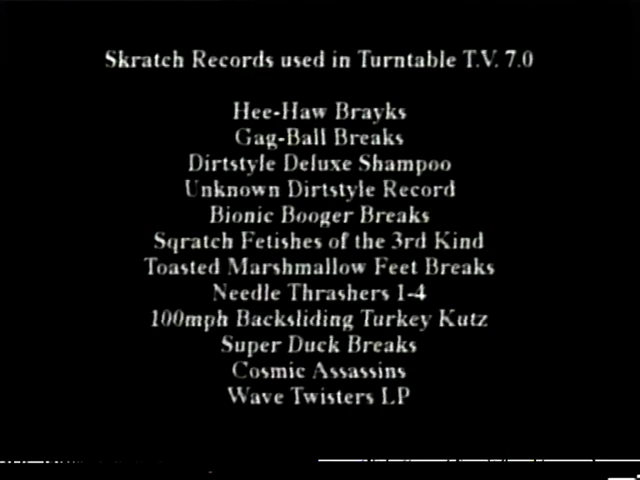 Skratch Records used in Turntable T.V. 7.0
Hee-Haw Brayks
Gag-Ball Breaks
Dirtstyle Deluxe Shampoo
Unknown Dirtstyle Record
Bionic Booger Breaks
Sqratch Fetishes of the 3rd Kind
Toasted Marshmallow Feet Breaks
Needle Thrashers 1-4
100mph Backsliding Turkey Kutz
Super Duck Breaks
Cosmic Assassins
Wave Twisters LP